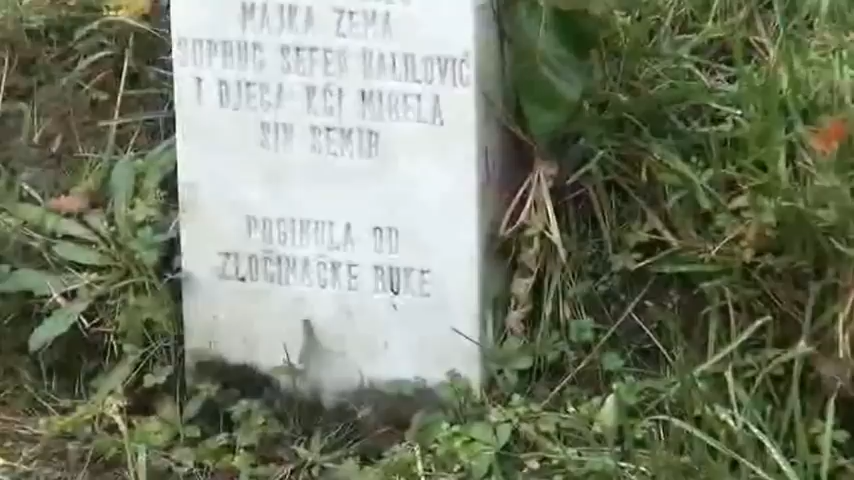 MAJKA ZEMA
SUPRUG SEFER HALILOVIĆ
I DJECA KĆI MIRELA
SIN SEMIR
POGINULA OD
ZLOČINAČKE RUKE